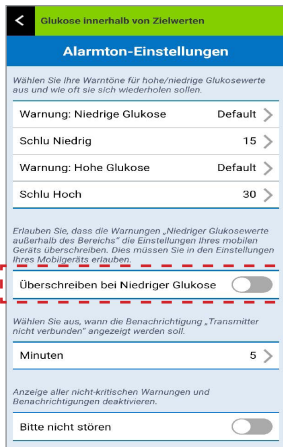 Glukose innerhalb von Zielwerten
Alarmton-Einstellungen
Wählen Sie Ihre Warntöne für hohe/niedrige Glukosewerte
aus und wie oft sie sich wiederholen sollen.
Warnung: Niedrige Glukose Default
Schlu Niedrig 15
Warnung: Hohe Glukose Default
Schlu Hoch 30
Erlauben Sie, dass die Warnungen „Niedriger Glukosewerte
außerhalb des Bereichs" die Einstellungen Ihres mobilen
Geräts überschreiben. Dies müssen Sie in den Einstellungen
Ihres Mobilgeräts erlauben.
Überschreiben bei Niedriger Glukose
Wählen Sie aus, wann die Benachrichtigung „Transmitter
nicht verbunden" angezeigt werden soll.
Minuten 5
Anzeige aller nicht-kritischen Warnungen und
Benachrichtigungen deaktivieren.
Bitte nicht stören